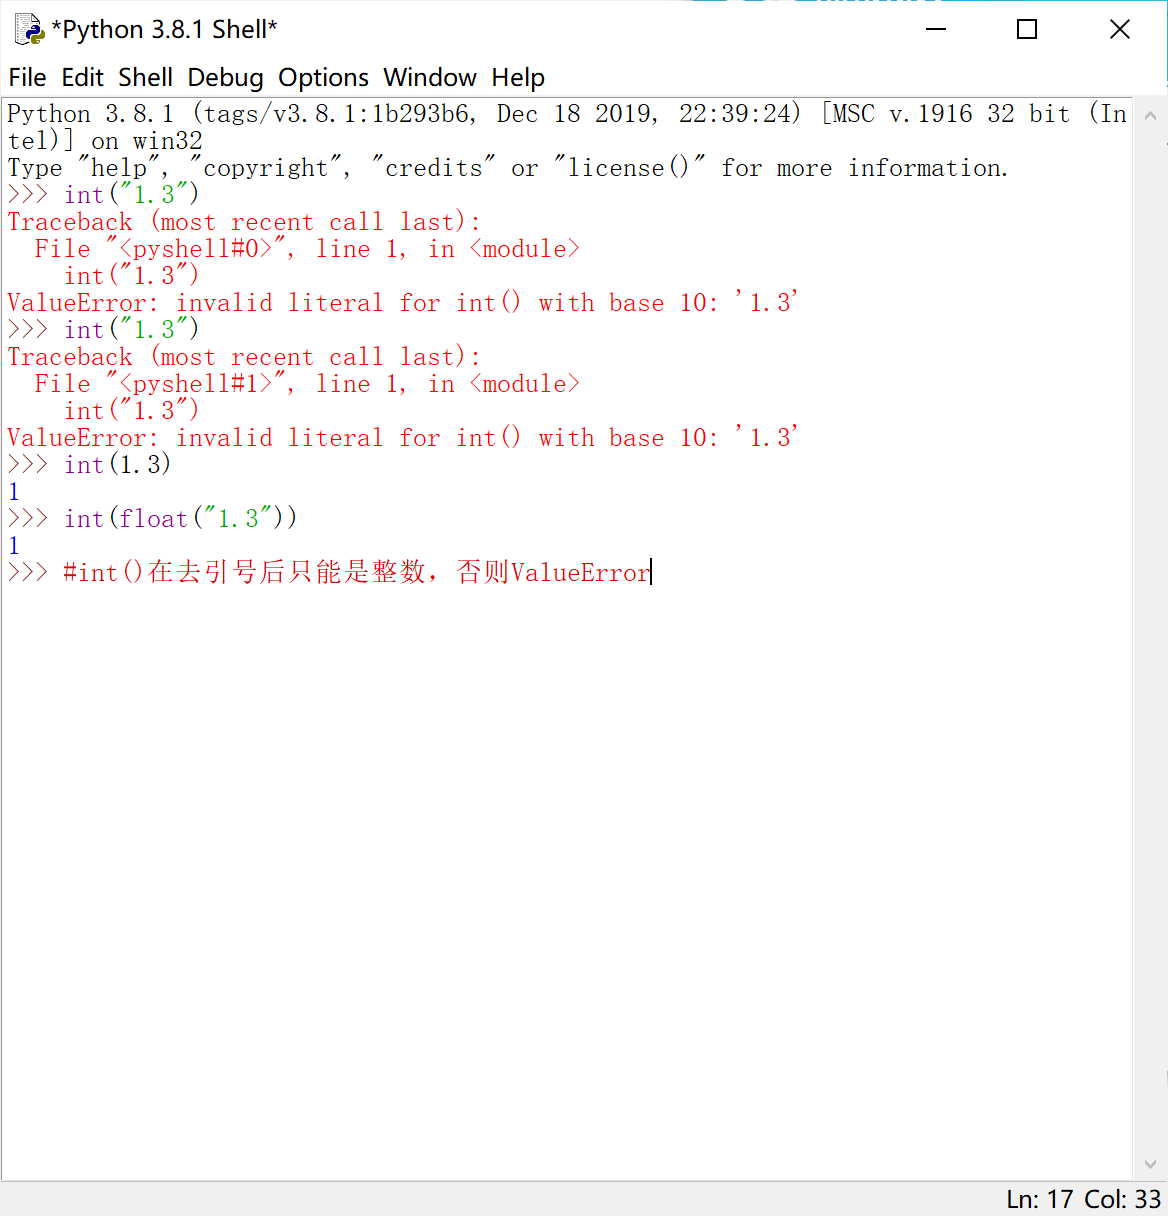 *Python 3.8.1 Shell*
File Edit Shell Debug Options Window Help
Python 3.8.1 (tags/v3.8.1:1b293b6, Dec 18 2019, 22:39:24) [MSC v.1916 32 bit (In
tel)] on win32
Type "help", "copyright", "credits" or "license()" for more information.
>>> int("1.3")
Traceback (most recent call last):
  File "<pyshell#0>", line 1, in <module>
    int("1.3")
ValueError: invalid literal for int() with base 10: '1.3'
>>> int("1.3")
Traceback (most recent call last):
  File "<pyshell#1>", line 1, in <module>
    int("1.3")
ValueError: invalid literal for int() with base 10: '1.3'
>>> int(1.3)
1
>>> int(float("1.3"))
1
>>> #int()在去引号后只能是整数，否则ValueError
Ln: 17 Col: 33